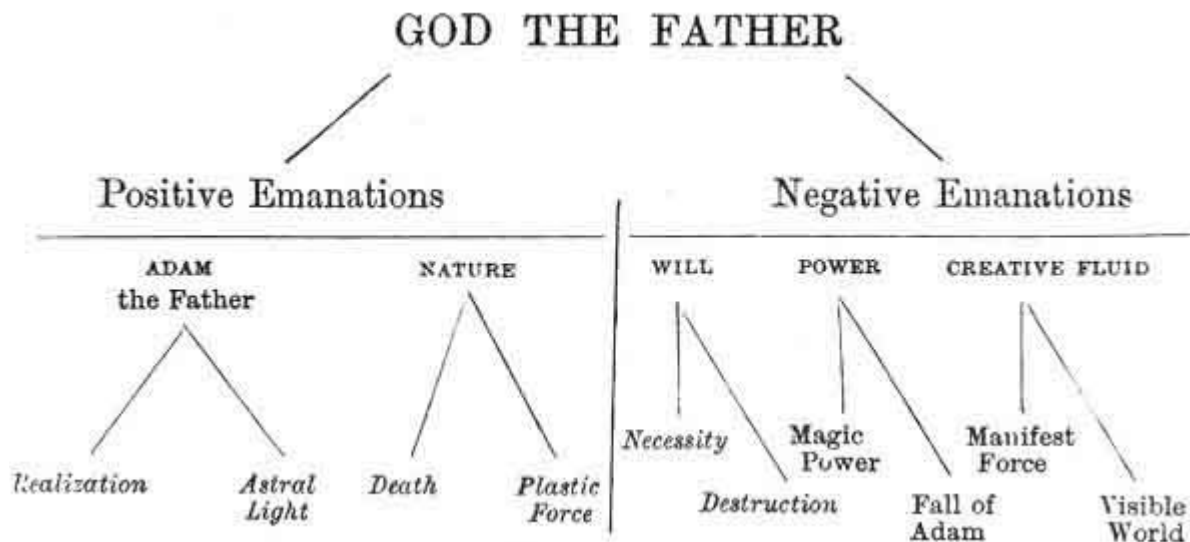 GOD THE FATHER
Positive Emanations
Negative Emanations
ADAM
the Father
NATURE
WILL
POWER
CREATIVE FLUID
Realization
Astral
Light
Death
Plastic
Force
Necessity
Destruction
Magic
Power
Fall of
Adam
Manifest
Force
Visible
World